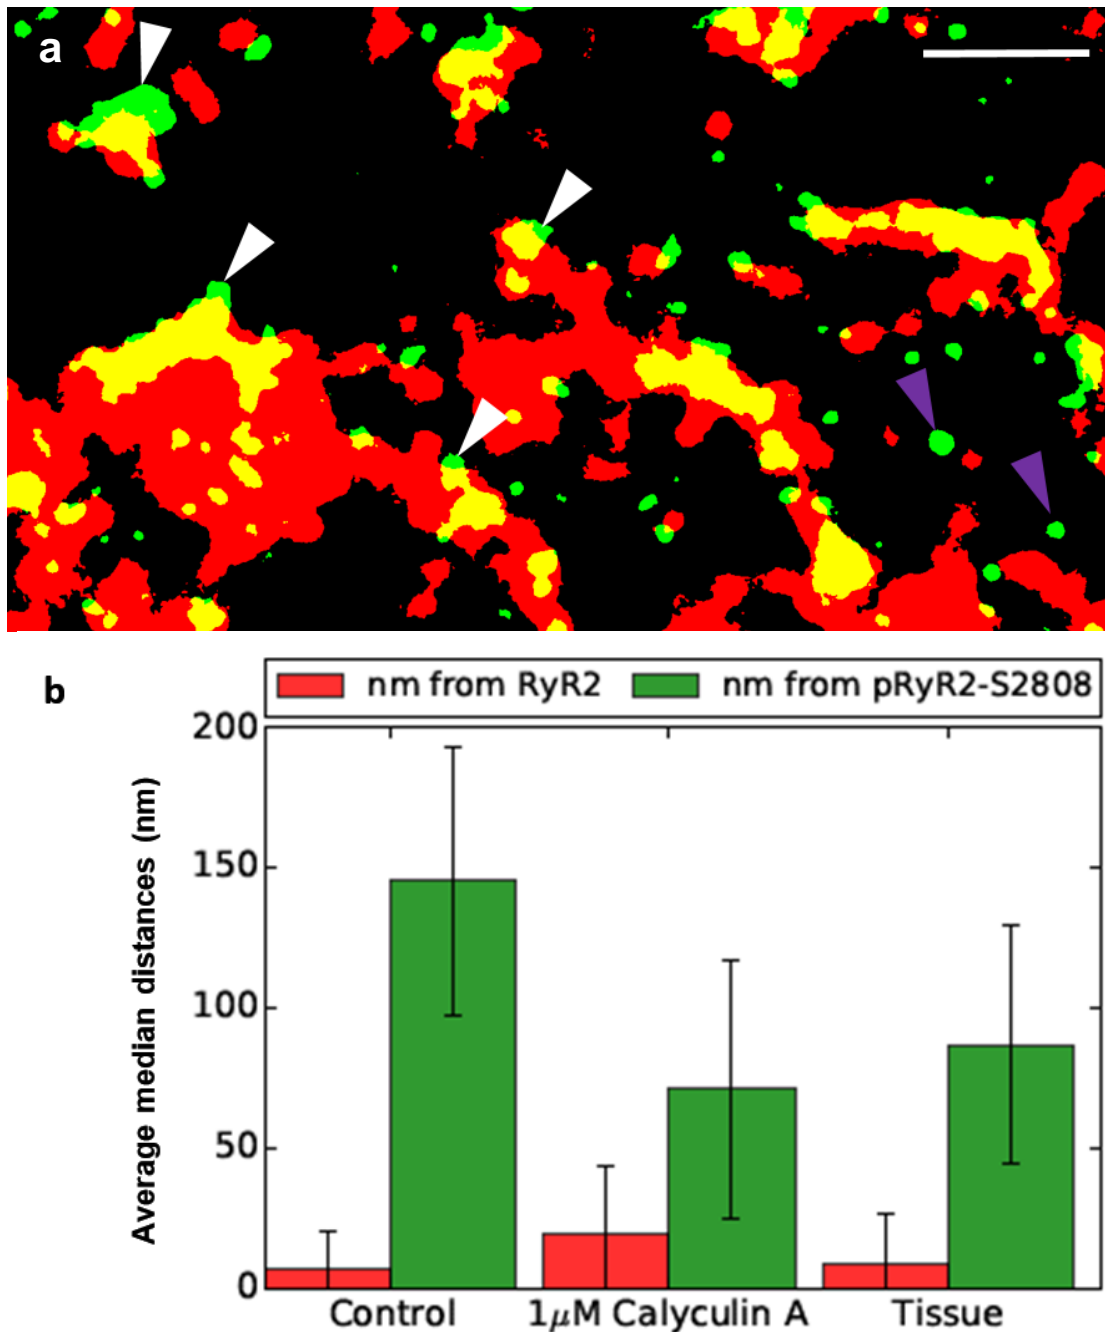 a
b
nm from RyR2 nm from pRyR2-S2808
200
150
100
50
0
Average median distances (nm)
Control 1μM Calyculin A Tissue